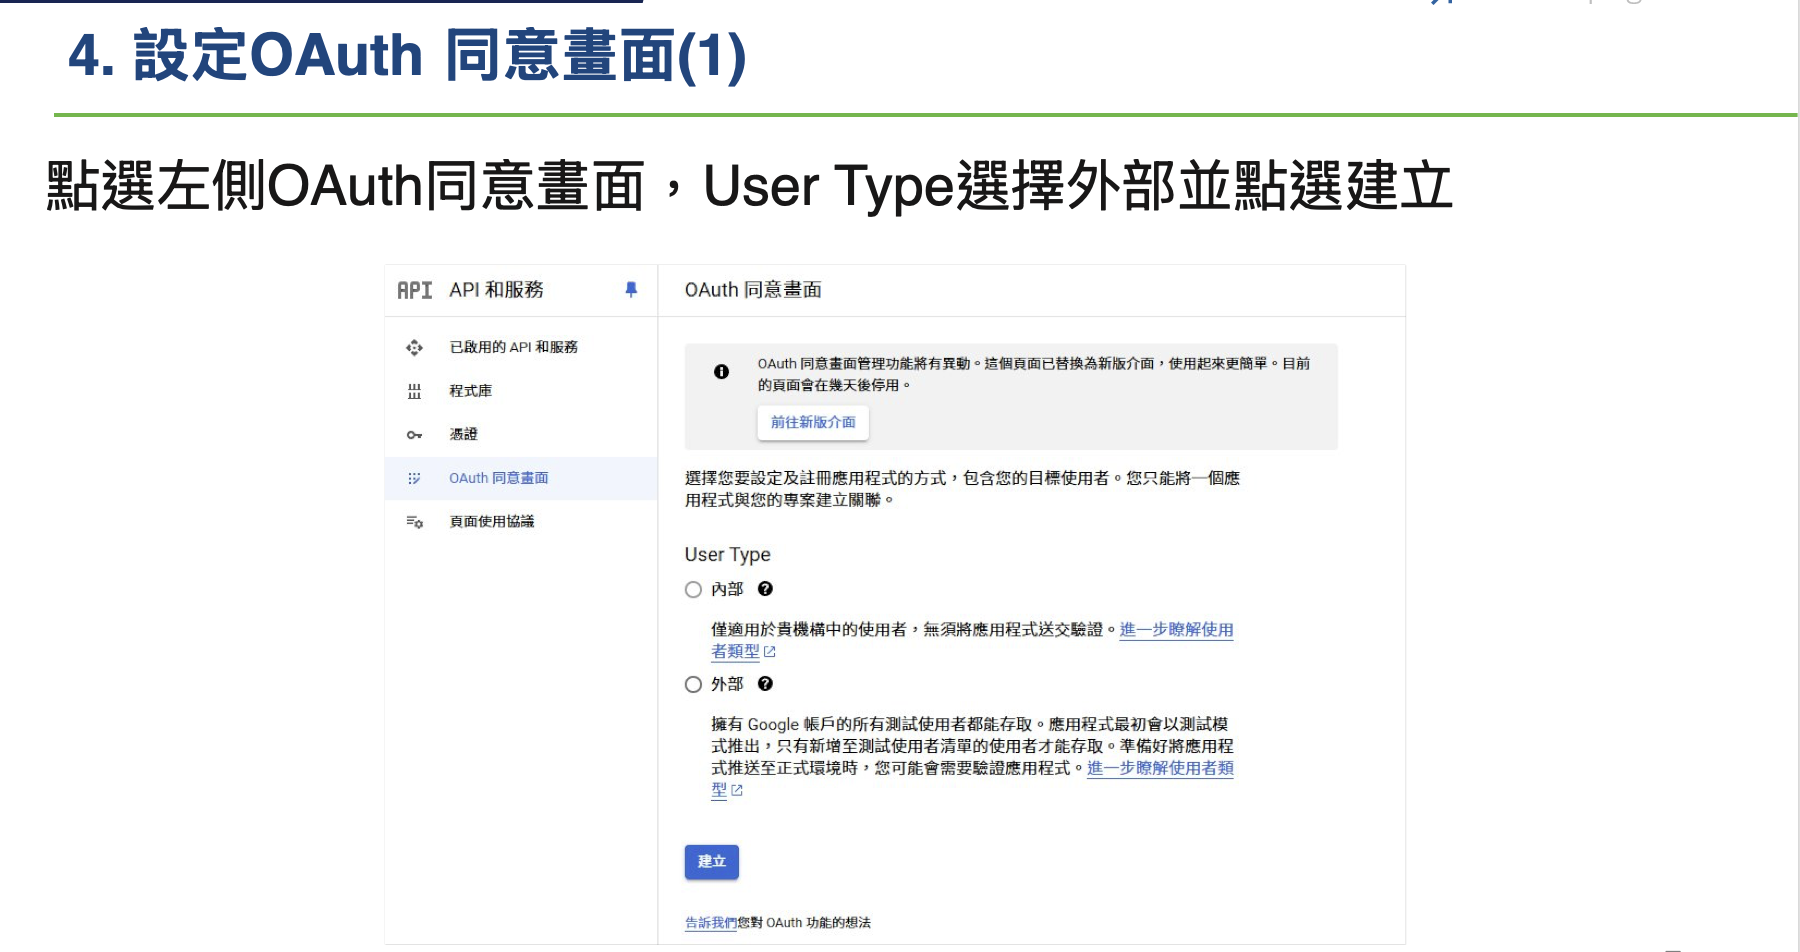 4. 設定OAuth 同意畫面(1)
點選左側OAuth同意畫面，User Type選擇外部並點選建立
API API 和服務
OAuth 同意畫面
已啟用的 API 和服務
程式庫
憑證
OAuth 同意畫面
頁面使用協議
OAuth 同意畫面管理功能將有異動。這個頁面已替換為新版介面，使用起來更簡單。目前
的頁面會在幾天後停用。
前往新版介面
選擇您要設定及註冊應用程式的方式，包含您的目標使用者。您只能將一個應
用程式與您的專案建立關聯。
User Type
內部
僅適用於貴機構中的使用者，無須將應用程式送交驗證。進一步瞭解使用
者類型
外部
擁有 Google 帳戶的所有測試使用者都能存取。應用程式最初會以測試模
式推出，只有新增至測試使用者清單的使用者才能存取。準備好將應用程
式推送至正式環境時，您可能會需要驗證應用程式。進一步瞭解使用者類
型
建立
告訴我們您對 OAuth 功能的想法